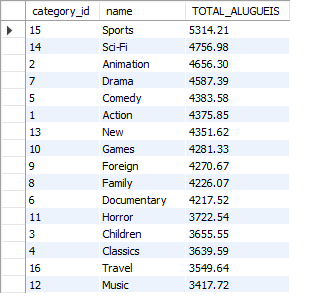 category_id name TOTAL_ALUGUEIS
15 Sports 5314.21
14 Sci-Fi 4756.98
2 Animation 4656.30
7 Drama 4587.39
5 Comedy 4383.58
1 Action 4375.85
13 New 4351.62
10 Games 4281.33
9 Foreign 4270.67
8 Family 4226.07
6 Documentary 4217.52
11 Horror 3722.54
3 Children 3655.55
4 Classics 3639.59
16 Travel 3549.64
12 Music 3417.72